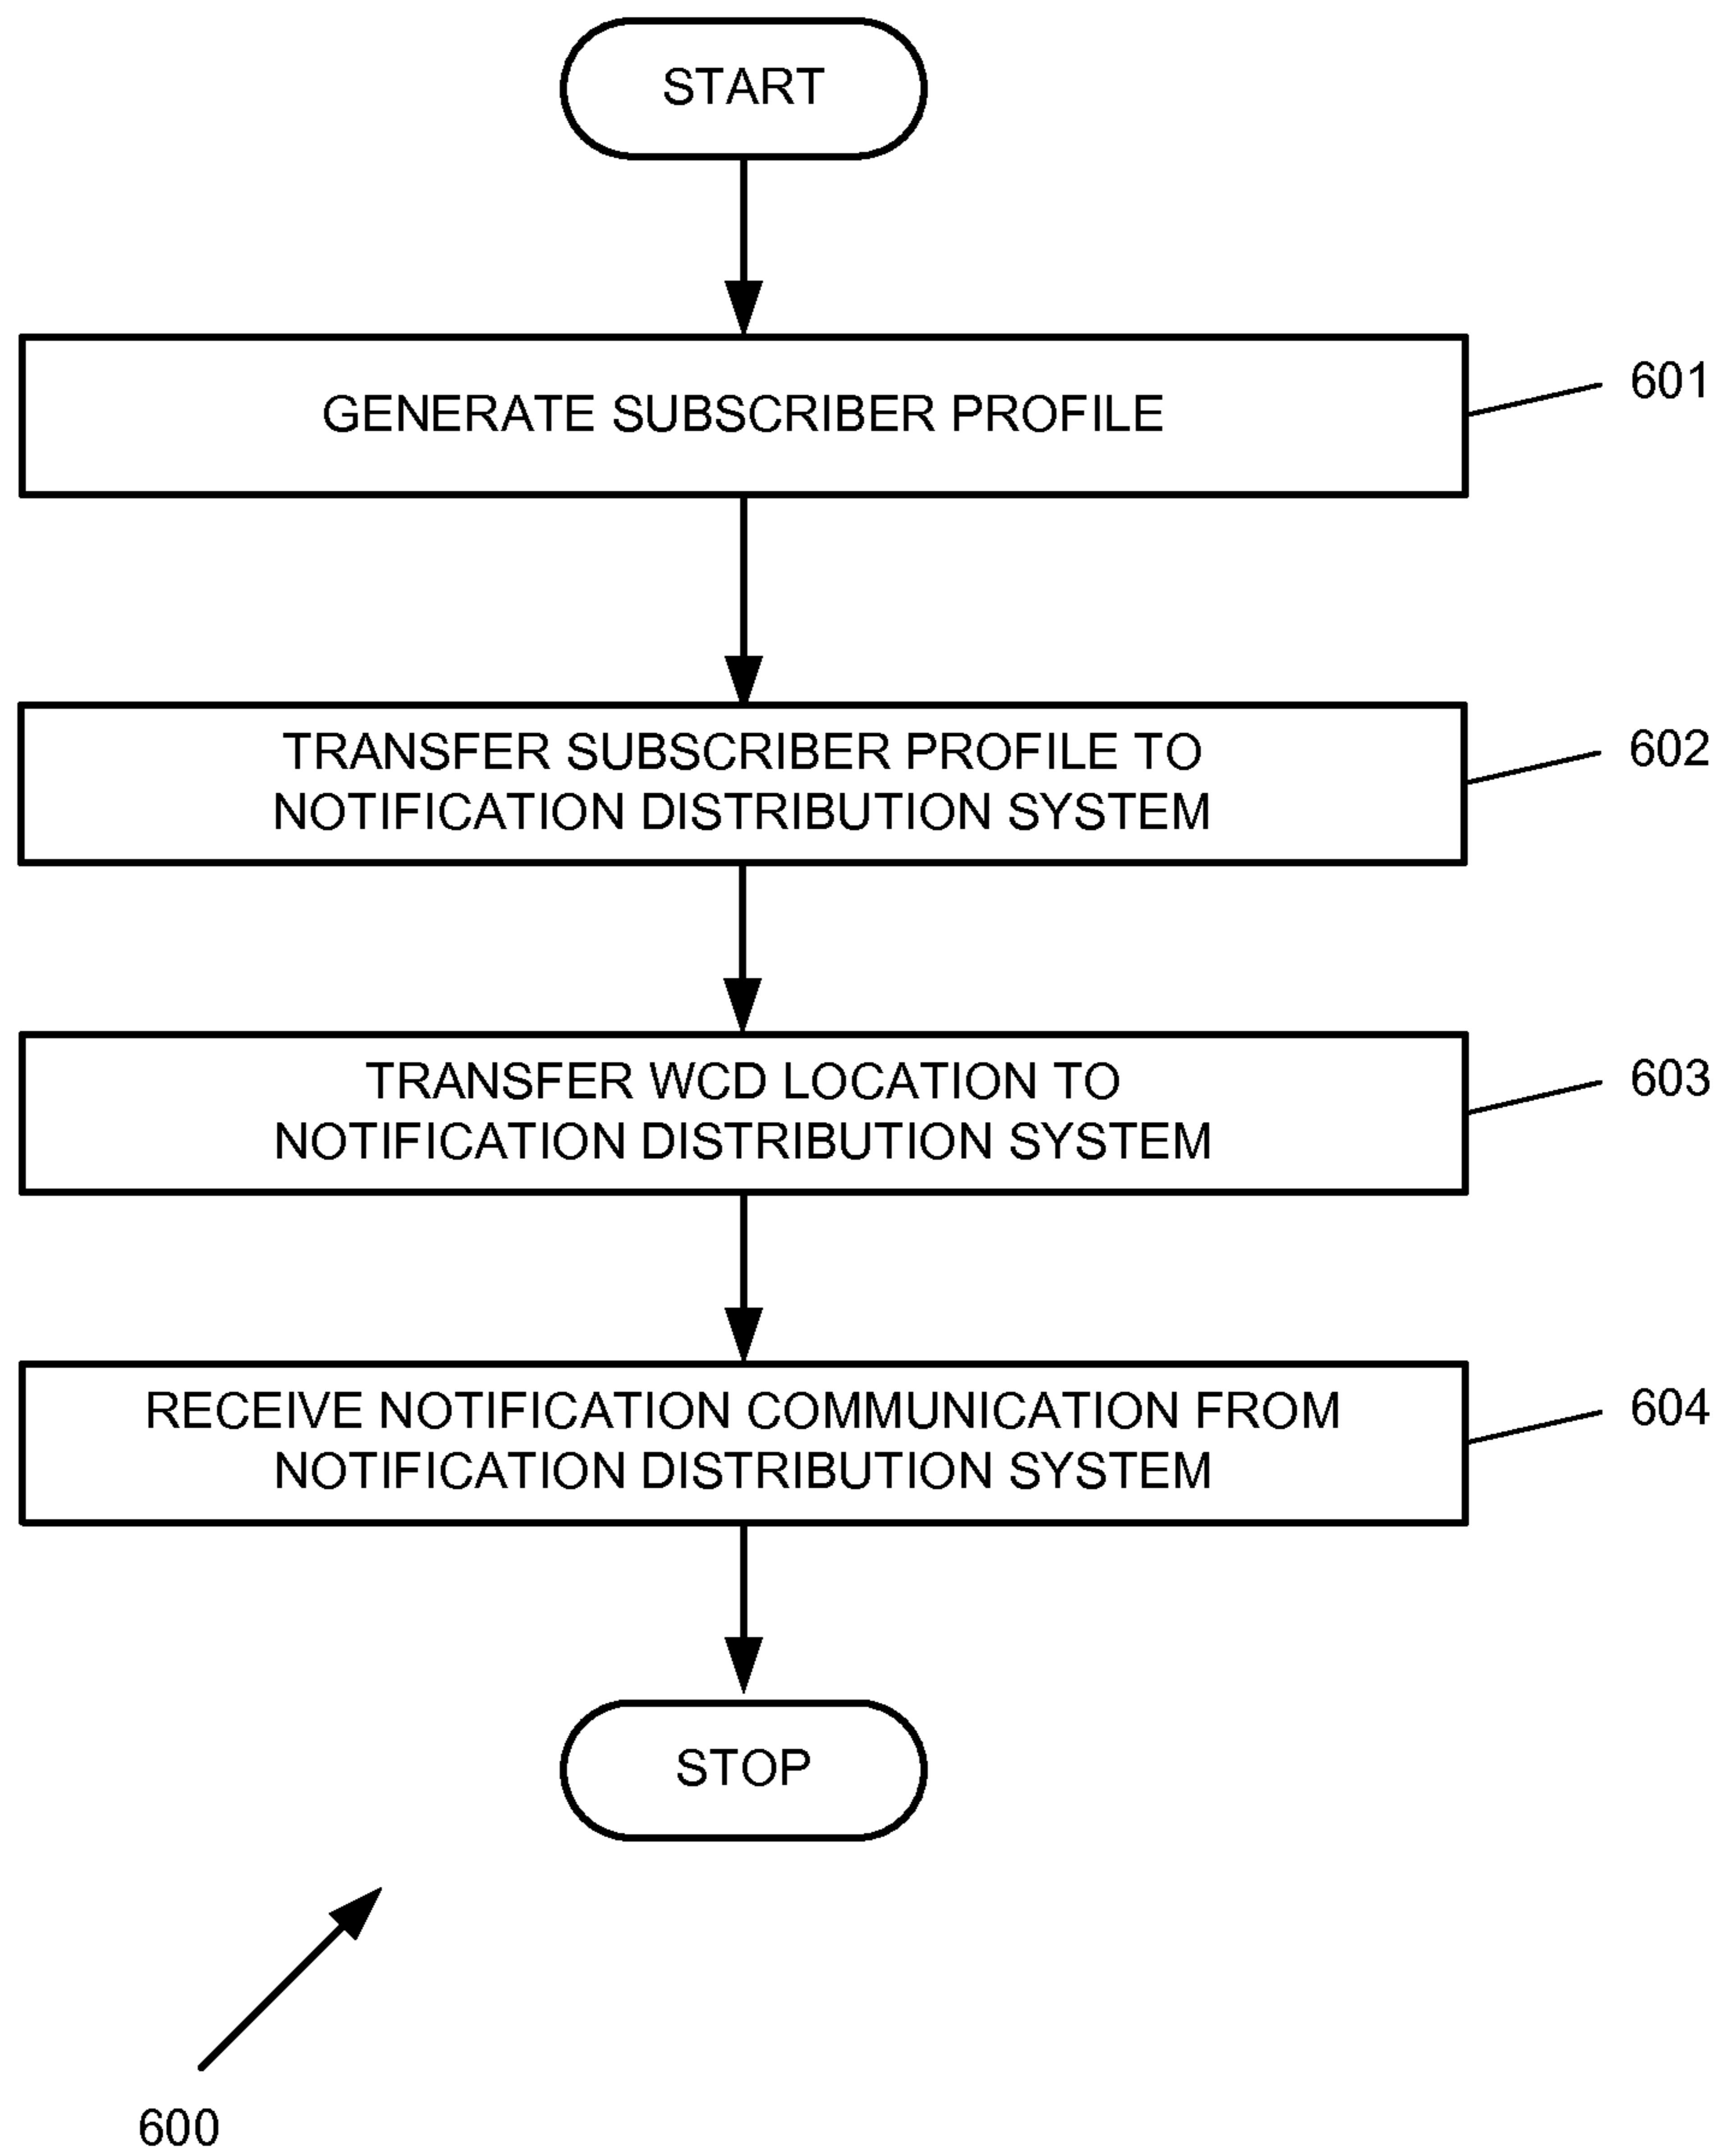 START
GENERATE SUBSCRIBER PROFILE
601
TRANSFER SUBSCRIBER PROFILE TO
NOTIFICATION DISTRIBUTION SYSTEM
602
TRANSFER WCD LOCATION TO
NOTIFICATION DISTRIBUTION SYSTEM
603
RECEIVE NOTIFICATION COMMUNICATION FROM
NOTIFICATION DISTRIBUTION SYSTEM
604
STOP
600